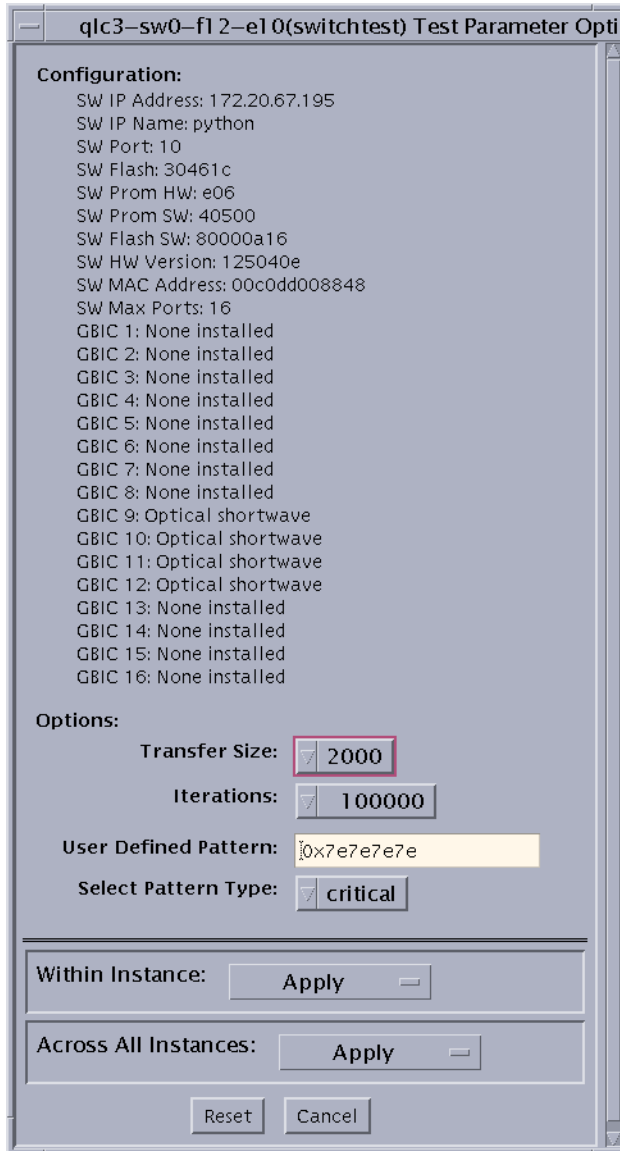 qlc3-sw0-f12-e10(switchtest) Test Parameter Opti
Configuration:
SW IP Address: 172.20.67.195
SW IP Name: python
SW Port: 10
SW Flash: 30461c
SW Prom HW: e06
SW Prom SW: 40500
SW Flash SW: 80000a16
SW HW Version: 125040e
SW MAC Address: 00c0dd008848
SW Max Ports: 16
GBIC 1: None installed
GBIC 2: None installed
GBIC 3: None installed
GBIC 4: None installed
GBIC 5: None installed
GBIC 6: None installed
GBIC 7: None installed
GBIC 8: None installed
GBIC 9: Optical shortwave
GBIC 10: Optical shortwave
GBIC 11: Optical shortwave
GBIC 12: Optical shortwave
GBIC 13: None installed
GBIC 14: None installed
GBIC 15: None installed
GBIC 16: None installed
Options:
Transfer Size: 2000
Iterations: 100000
User Defined Pattern: 0x7e7e7e7e
Select Pattern Type: critical
Within Instance: Apply
Across All Instances: Apply
Reset Cancel